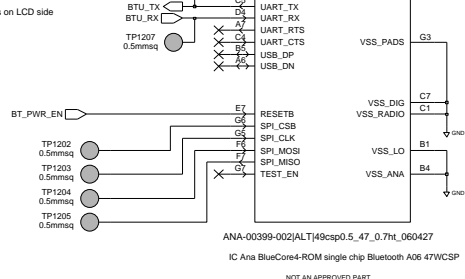 s on LCD side
BTU_TX
BTU_RX
TP1207
0.5mmsq
D4
A7
C4
B5
A6
UART_TX
UART_RX
UART_RTS
UART_CTS
USB_DP
USB_DN
VSS_PADS
G3
BT_PWR_EN
E7
RESETB
G6
SPI_CSB
G5
SPI_CLK
F6
SPI_MOSI
F7
SPI_MISO
G7
TEST_EN
VSS_DIG
C7
VSS_RADIO
C1
GND
VSS_LO
B1
VSS_ANA
B4
GND
TP1202
0.5mmsq
TP1203
0.5mmsq
TP1204
0.5mmsq
TP1205
0.5mmsq
ANA-00399-002|ALT|49csp0.5_47_0.7ht_060427
IC Ana BlueCore4-ROM single chip Bluetooth A06 47WCSP
NOT AN APPROVED PART